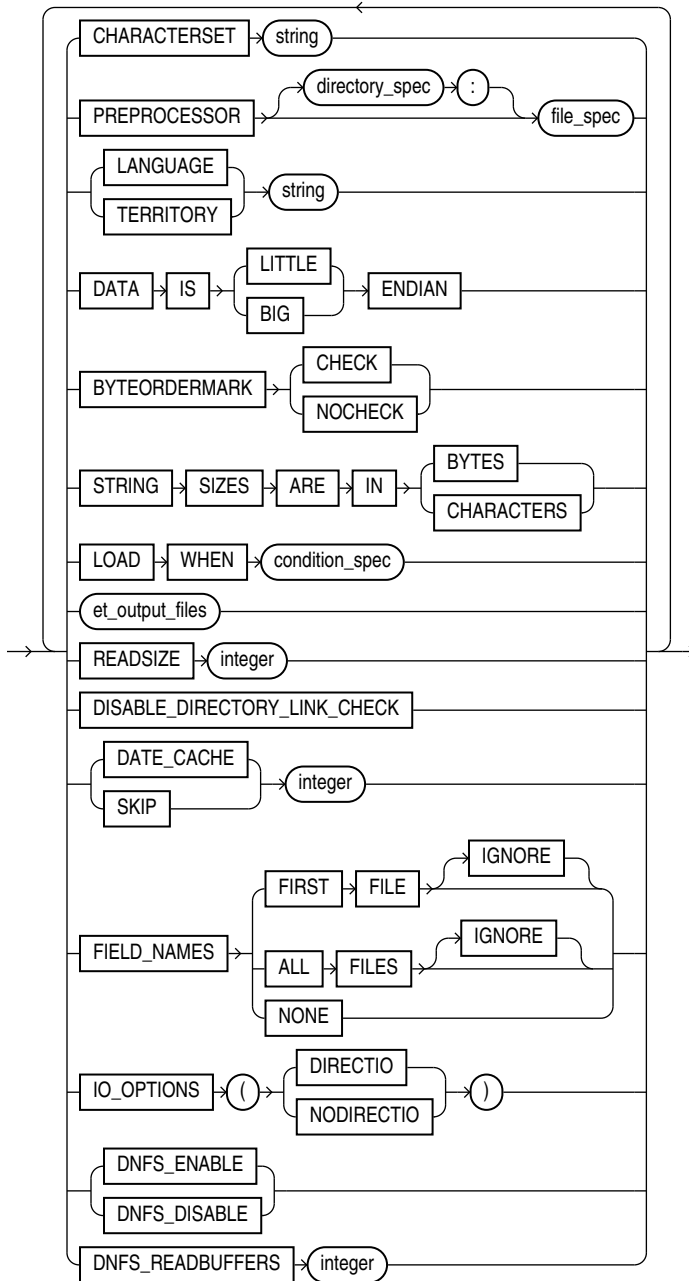 CHARACTERSET string
directory_spec :
PREPROCESSOR file_spec
LANGUAGE
string
TERRITORY
LITTLE
DATA IS ENDIAN
BIG
CHECK
BYTEORDERMARK
NOCHECK
BYTES
STRING SIZES ARE IN
CHARACTERS
LOAD WHEN condition_spec
et_output_files
READSIZE integer
DISABLE_DIRECTORY_LINK_CHECK
DATE_CACHE
integer
SKIP
IGNORE
FIRST FILE
IGNORE
FIELD_NAMES
ALL FILES
NONE
DIRECTIO
IO_OPTIONS ( )
NODIRECTIO
DNFS_ENABLE
DNFS_DISABLE
DNFS_READBUFFERS integer